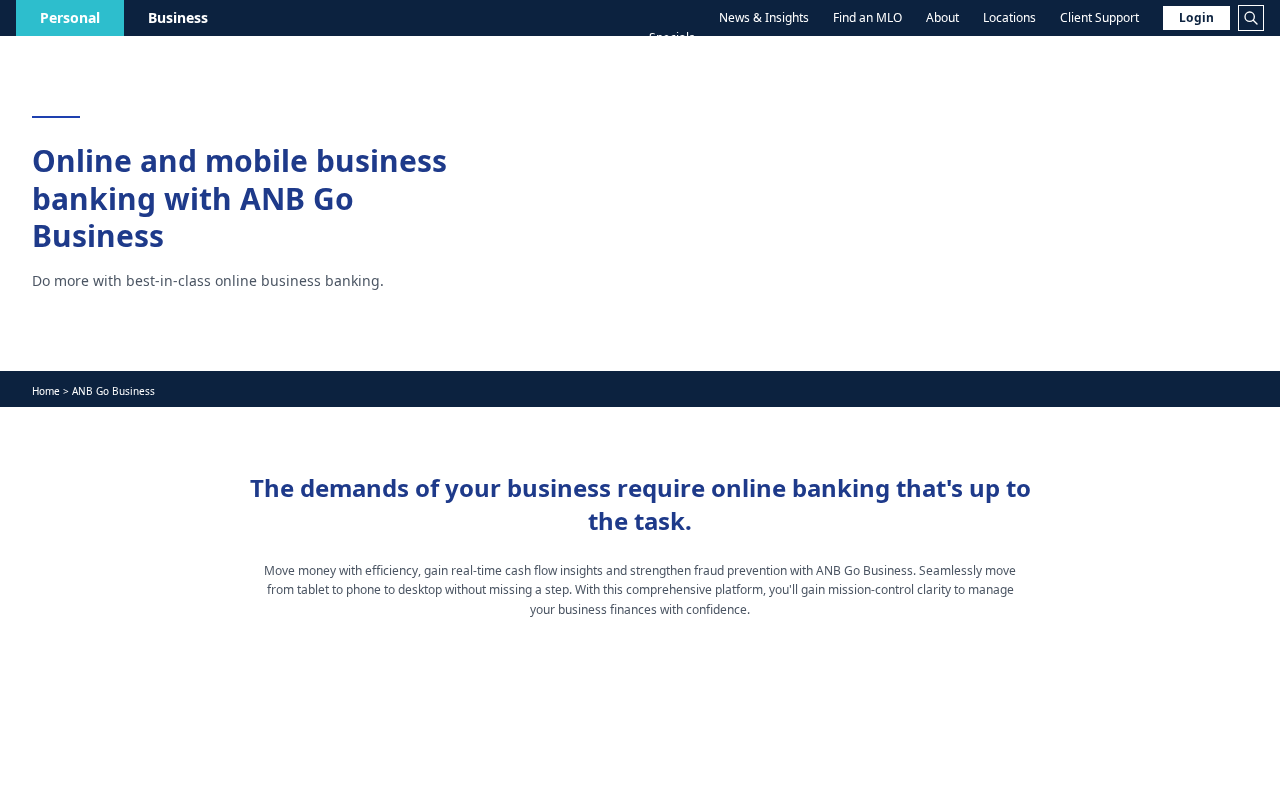 Personal
Business
News & Insights
Find an MLO
About
Locations
Client Support
Login
Specials
Online and mobile business
banking with ANB Go
Business
Do more with best-in-class online business banking.
Home > ANB Go Business
The demands of your business require online banking that's up to
the task.
Move money with efficiency, gain real-time cash flow insights and strengthen fraud prevention with ANB Go Business. Seamlessly move
from tablet to phone to desktop without missing a step. With this comprehensive platform, you'll gain mission-control clarity to manage
your business finances with confidence.